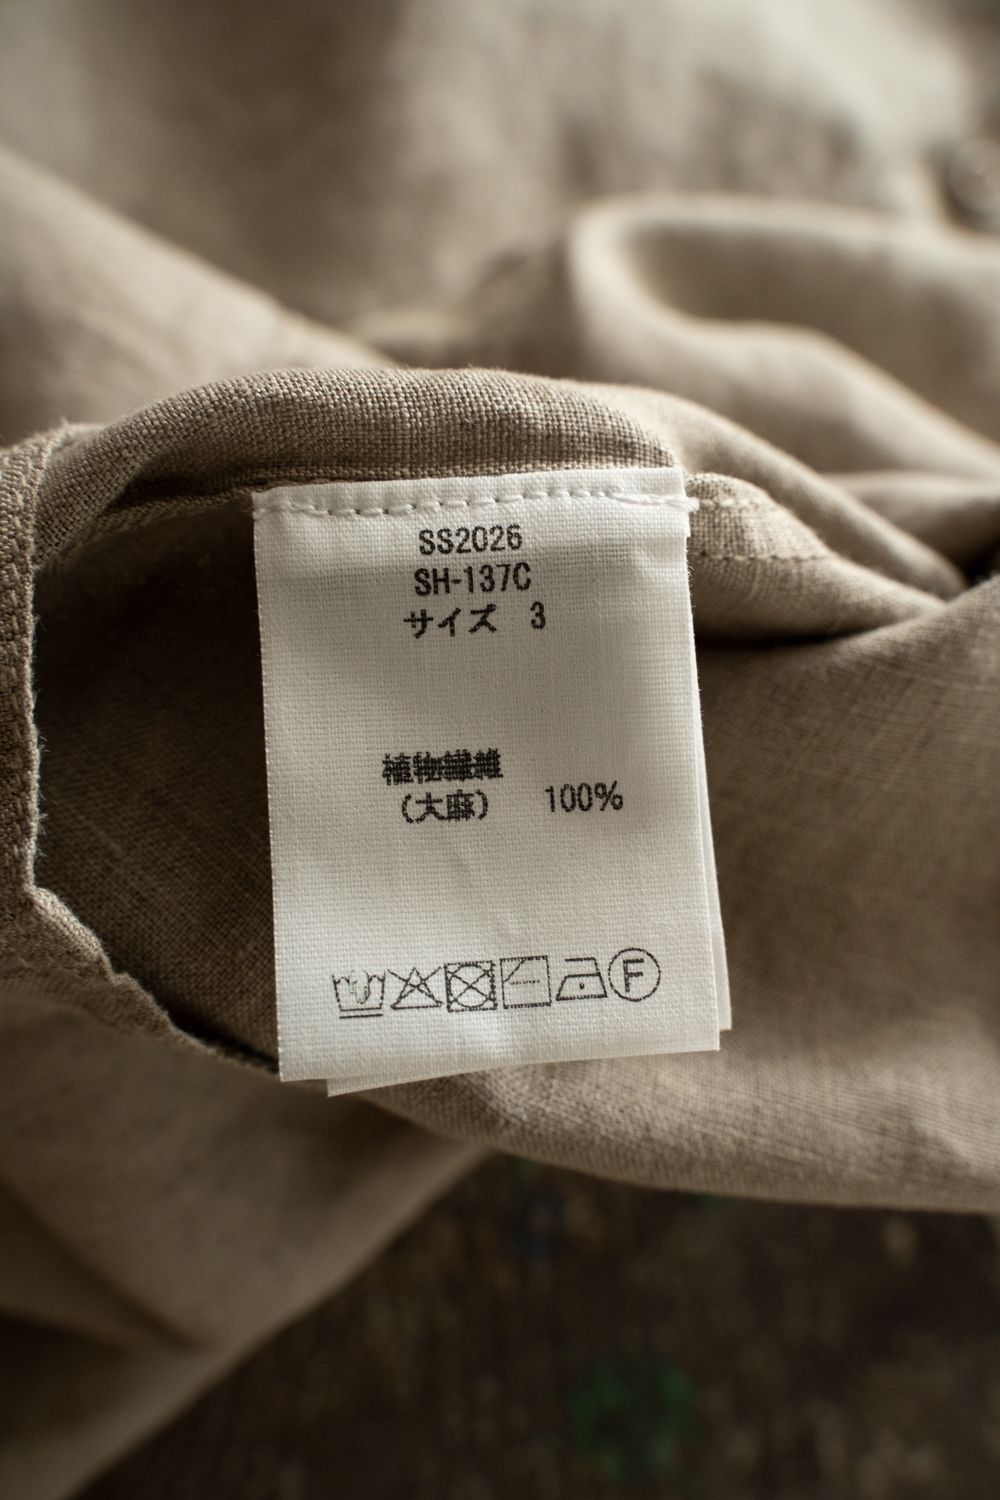 SS2026
SH-137C
サイズ 3
植物繊維
（大麻） 100%
F